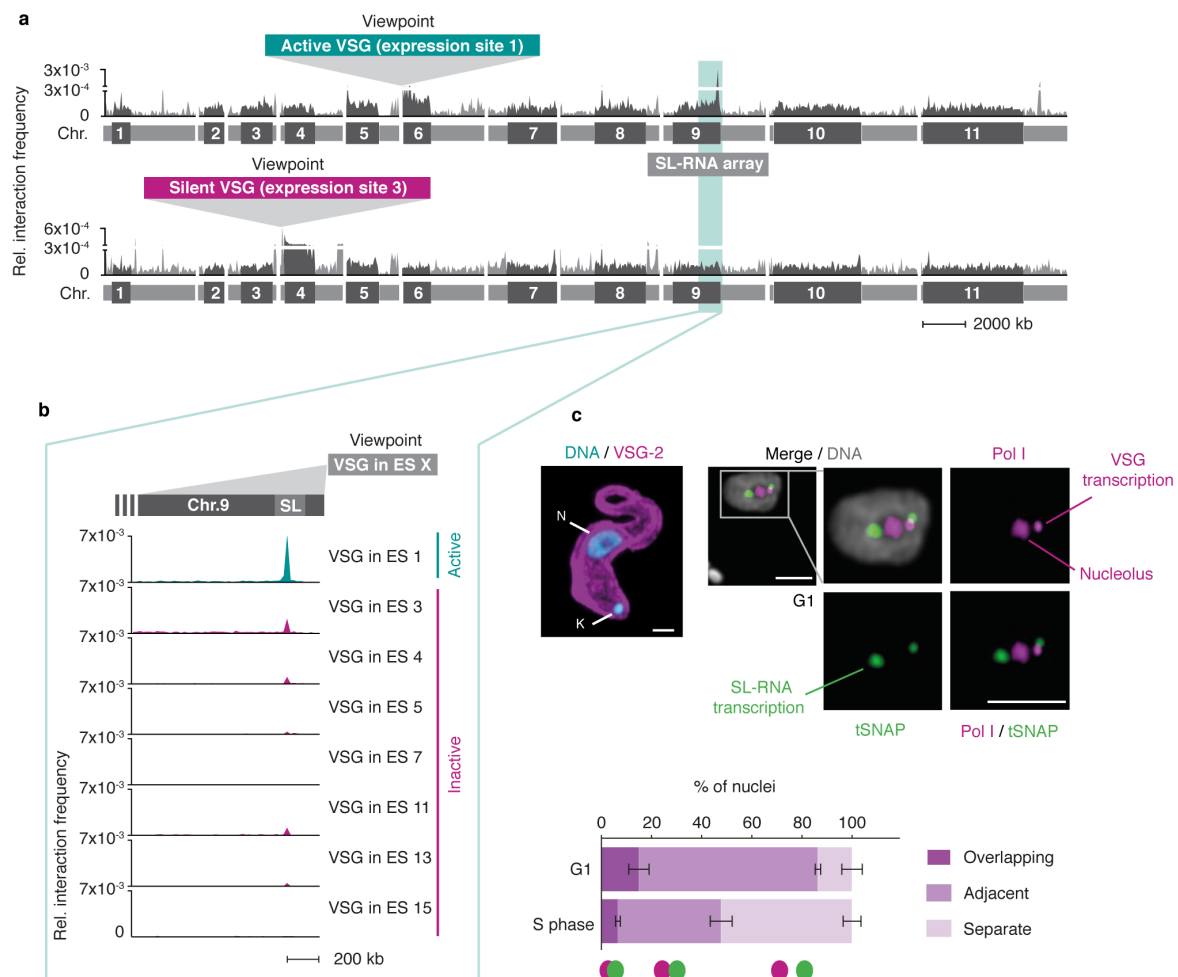 a
Viewpoint
Active VSG (expression site 1)
Rel. interaction frequency
3x10-3
3x10-4
0
Chr.
1 2 3 4 5 6 7 8 9 10 11
SL-RNA array
Viewpoint
Silent VSG (expression site 3)
6x10-4
3x10-4
0
Chr.
1 2 3 4 5 6 7 8 9 10 11
2000 kb
b
Viewpoint
VSG in ES X
Chr.9 SL
Rel. interaction frequency
7x10-3
VSG in ES 1
Active
7x10-3
VSG in ES 3
7x10-3
VSG in ES 4
7x10-3
VSG in ES 5
7x10-3
VSG in ES 7
7x10-3
VSG in ES 11
7x10-3
VSG in ES 13
7x10-3
VSG in ES 15
0
Inactive
200 kb
c
DNA / VSG-2
N
K
Merge / DNA
G1
Pol I
VSG
transcription
Nucleolus
SL-RNA
transcription
tSNAP
Pol I / tSNAP
% of nuclei
0 20 40 60 80 100
G1
S phase
Overlapping
Adjacent
Separate